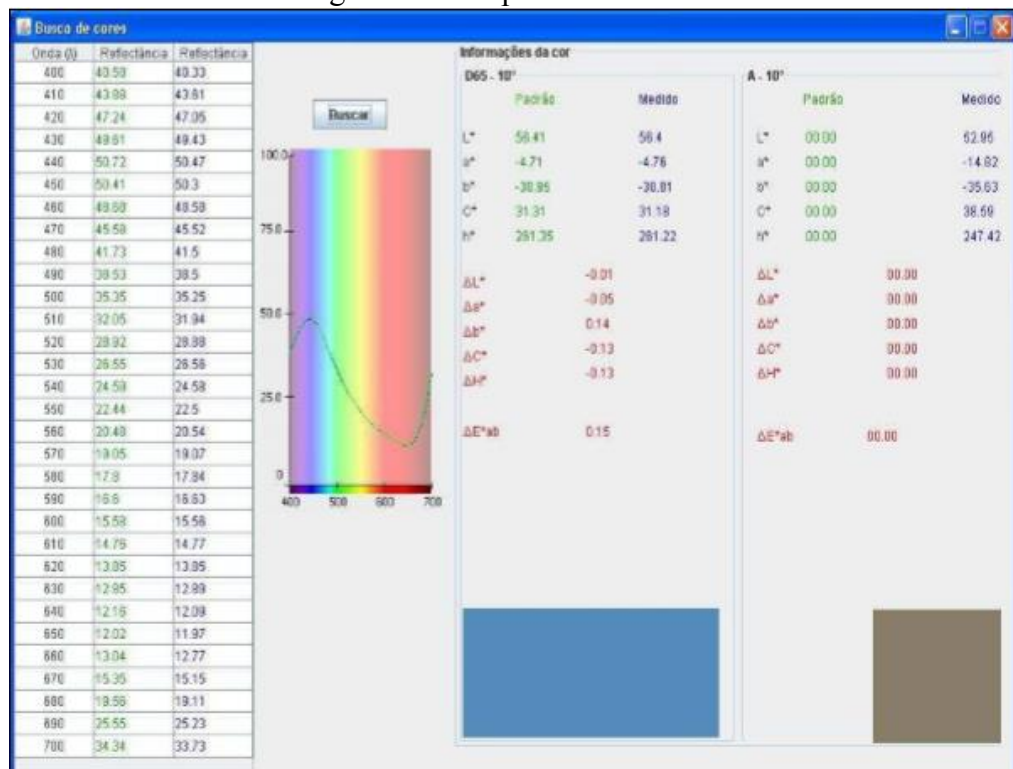 Busca de cores
Onda (λ) Refletância Refletância
400 40.58 40.33
410 43.98 43.61
420 47.24 47.05
430 49.61 49.43
440 50.72 50.47
450 50.41 50.3
460 48.68 48.58
470 45.58 45.52
480 41.73 41.5
490 38.53 38.5
500 35.35 35.25
510 32.05 31.94
520 28.92 28.88
530 26.55 26.56
540 24.59 24.58
550 22.44 22.5
560 20.48 20.54
570 19.05 19.07
580 17.8 17.84
590 16.6 16.63
600 15.58 15.56
610 14.76 14.77
620 13.85 13.85
630 12.95 12.89
640 12.16 12.09
650 12.02 11.97
660 13.04 12.77
670 15.35 15.15
680 19.56 19.11
690 25.55 25.23
700 34.34 33.73
Buscar
100.0
75.0
50.0
25.0
0
400 500 600 700
Informações da cor
D65 - 10°
Padrão Medido
L* 56.41 56.4
a* -4.71 -4.76
b* -30.95 -30.81
C* 31.31 31.18
h* 261.35 261.22
ΔL* -0.01
Δa* -0.05
Δb* 0.14
ΔC* -0.13
ΔH* -0.13
ΔE*ab 0.15
A - 10°
Padrão Medido
L* 00.00 62.96
a* 00.00 -14.82
b* 00.00 -35.63
C* 00.00 38.59
h* 00.00 247.42
ΔL* 00.00
Δa* 00.00
Δb* 00.00
ΔC* 00.00
ΔH* 00.00
ΔE*ab 00.00